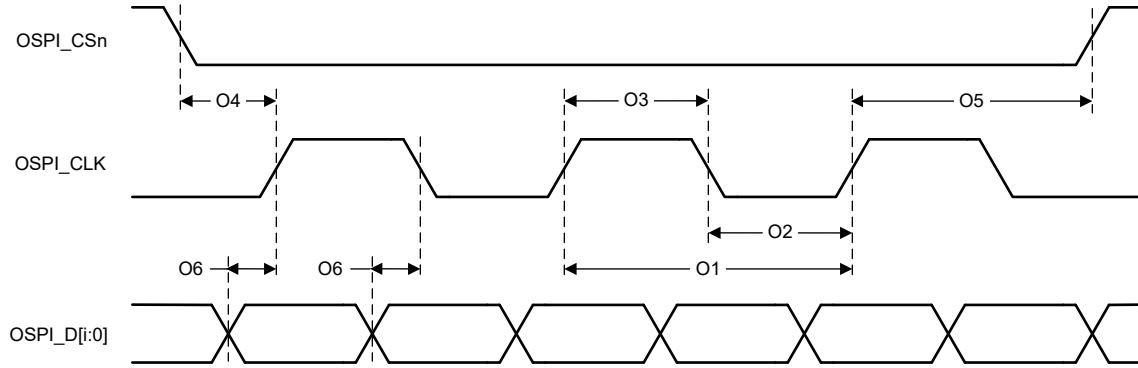 OSPI_CSn
O4
O3
O5
OSPI_CLK
O2
O6
O6
O1
OSPI_D[i:0]